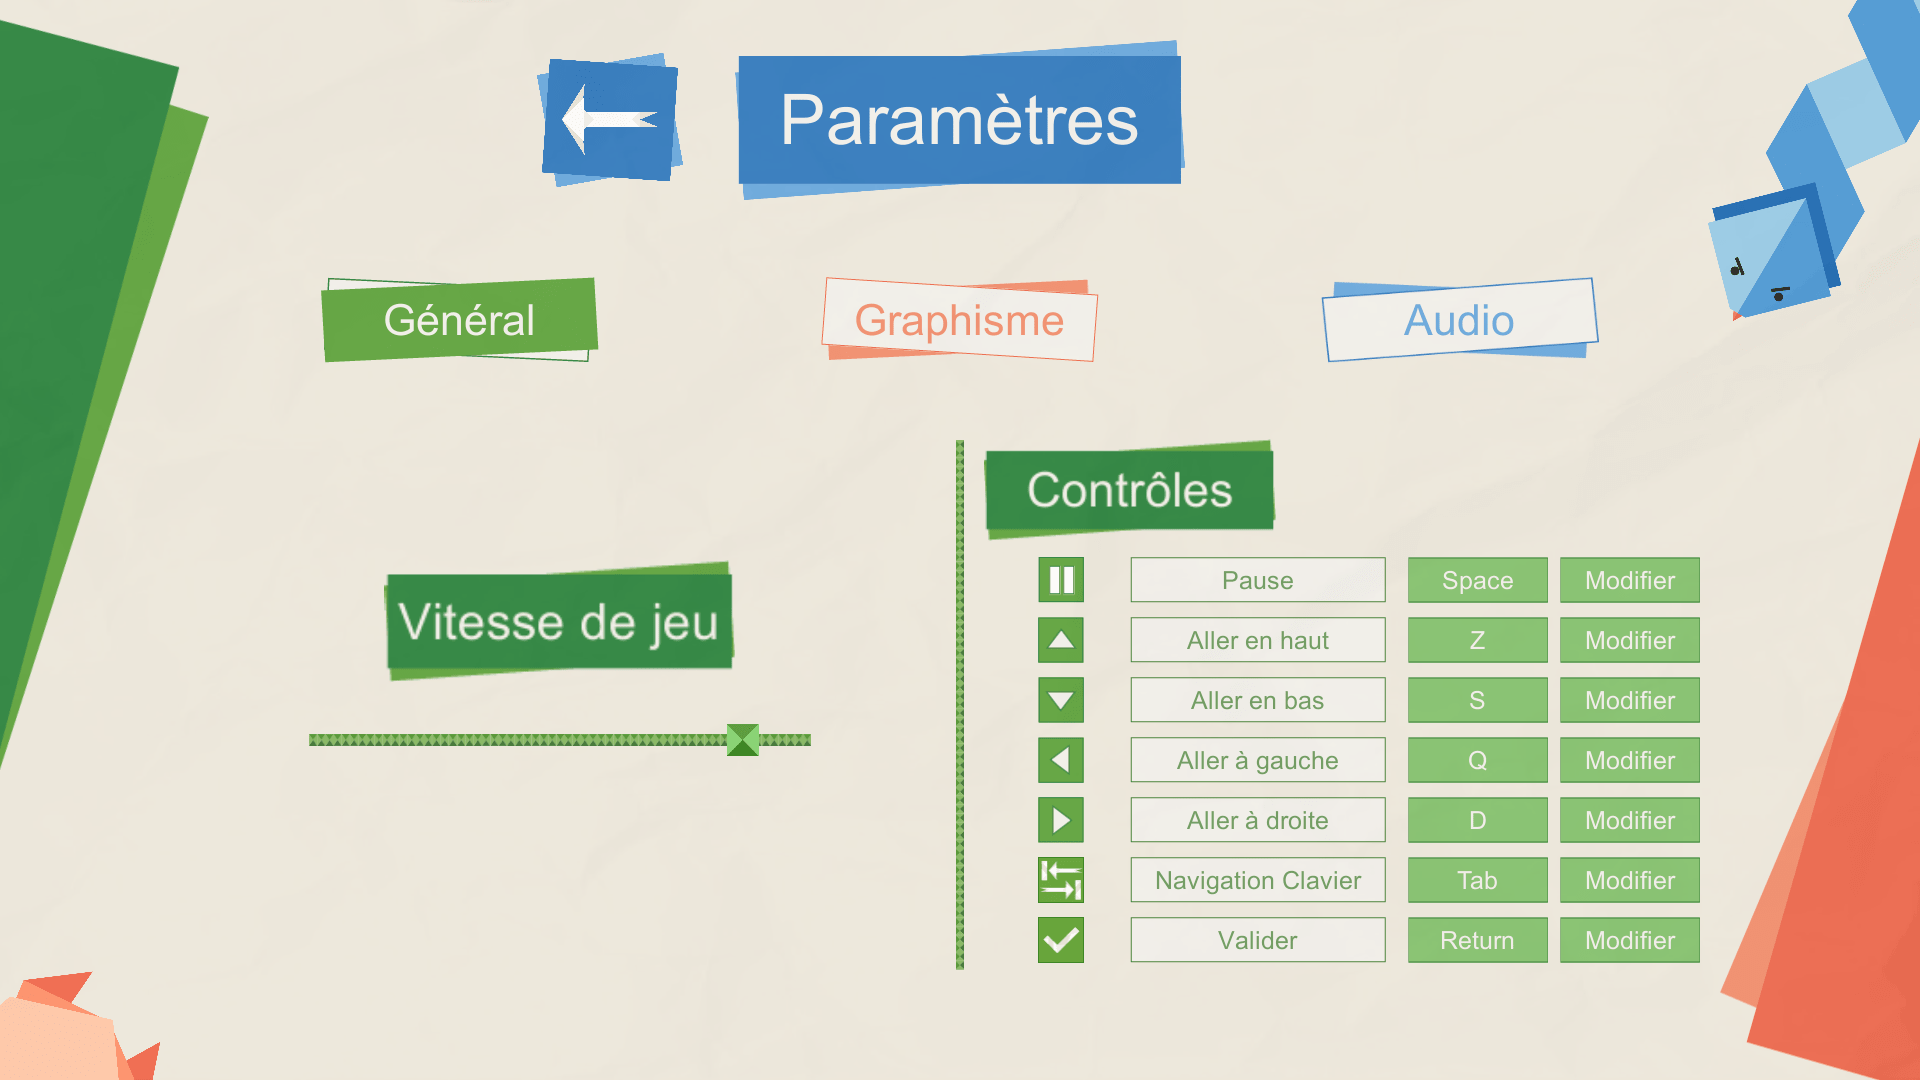 Paramètres
Général
Graphisme
Audio
Vitesse de jeu
Contrôles
Pause Space Modifier
Aller en haut Z Modifier
Aller en bas S Modifier
Aller à gauche Q Modifier
Aller à droite D Modifier
Navigation Clavier Tab Modifier
Valider Return Modifier